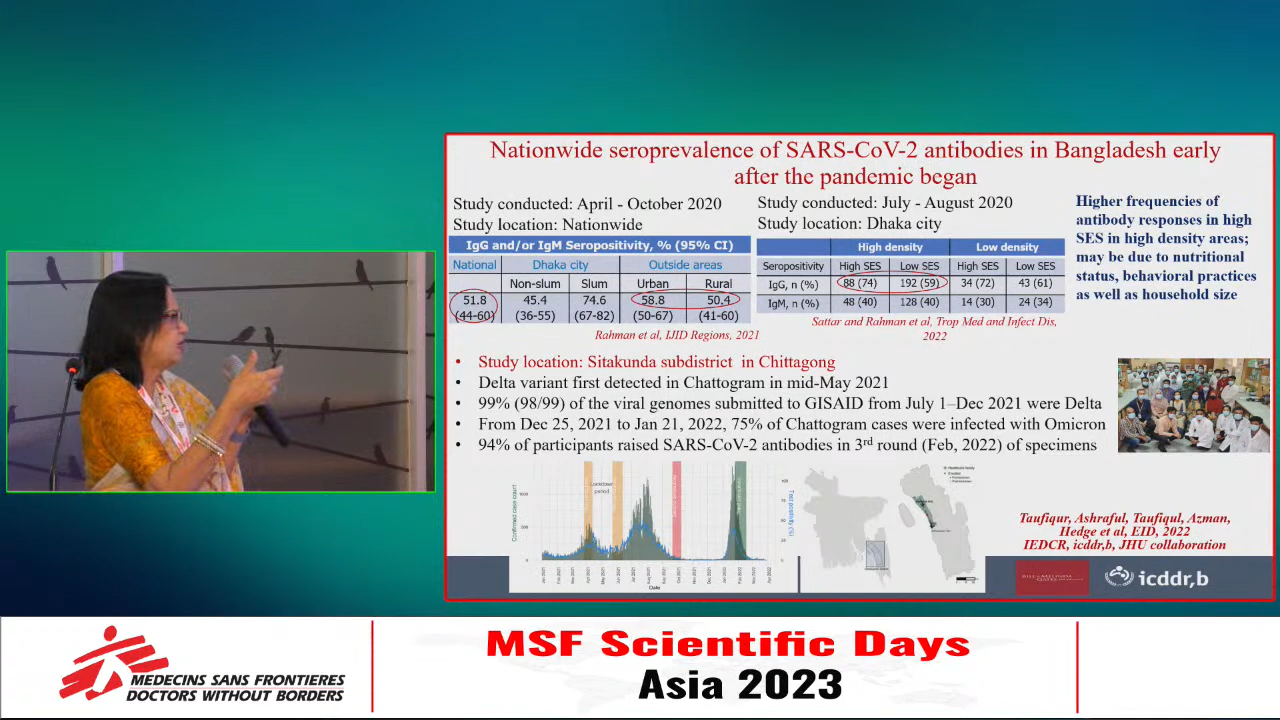 Nationwide seroprevalence of SARS-CoV-2 antibodies in Bangladesh early
after the pandemic began
Study conducted: April - October 2020
Study location: Nationwide
IgG and/or IgM Seropositivity, % (95% CI)
National Dhaka city Outside areas
Non-slum Slum Urban Rural
51.8 45.4 74.6 58.8 50.4
(44-60) (36-55) (67-82) (50-67) (41-60)
Rahman et al, IJID Regions, 2021
Study conducted: July - August 2020
Study location: Dhaka city
High density Low density
Seropositivity High SES Low SES High SES Low SES
IgG, n (%) 88 (74) 192 (59) 34 (72) 43 (61)
IgM, n (%) 48 (40) 128 (40) 14 (30) 24 (34)
Sattar and Rahman et al, Trop Med and Infect Dis,
2022
Higher frequencies of
antibody responses in high
SES in high density areas;
may be due to nutritional
status, behavioral practices
as well as household size
• Study location: Sitakunda subdistrict in Chittagong
• Delta variant first detected in Chattogram in mid-May 2021
• 99% (98/99) of the viral genomes submitted to GISAID from July 1–Dec 2021 were Delta
• From Dec 25, 2021 to Jan 21, 2022, 75% of Chattogram cases were infected with Omicron
• 94% of participants raised SARS-CoV-2 antibodies in 3rd round (Feb, 2022) of specimens
Confirmed case count
Lockdown
period
Test positivity (%)
Taufiqur, Ashraful, Taufiqul, Azman,
Hedge et al, EID, 2022
IEDCR, icddr,b, JHU collaboration
icddr,b
MEDECINS SANS FRONTIERES
DOCTORS WITHOUT BORDERS
MSF Scientific Days
Asia 2023